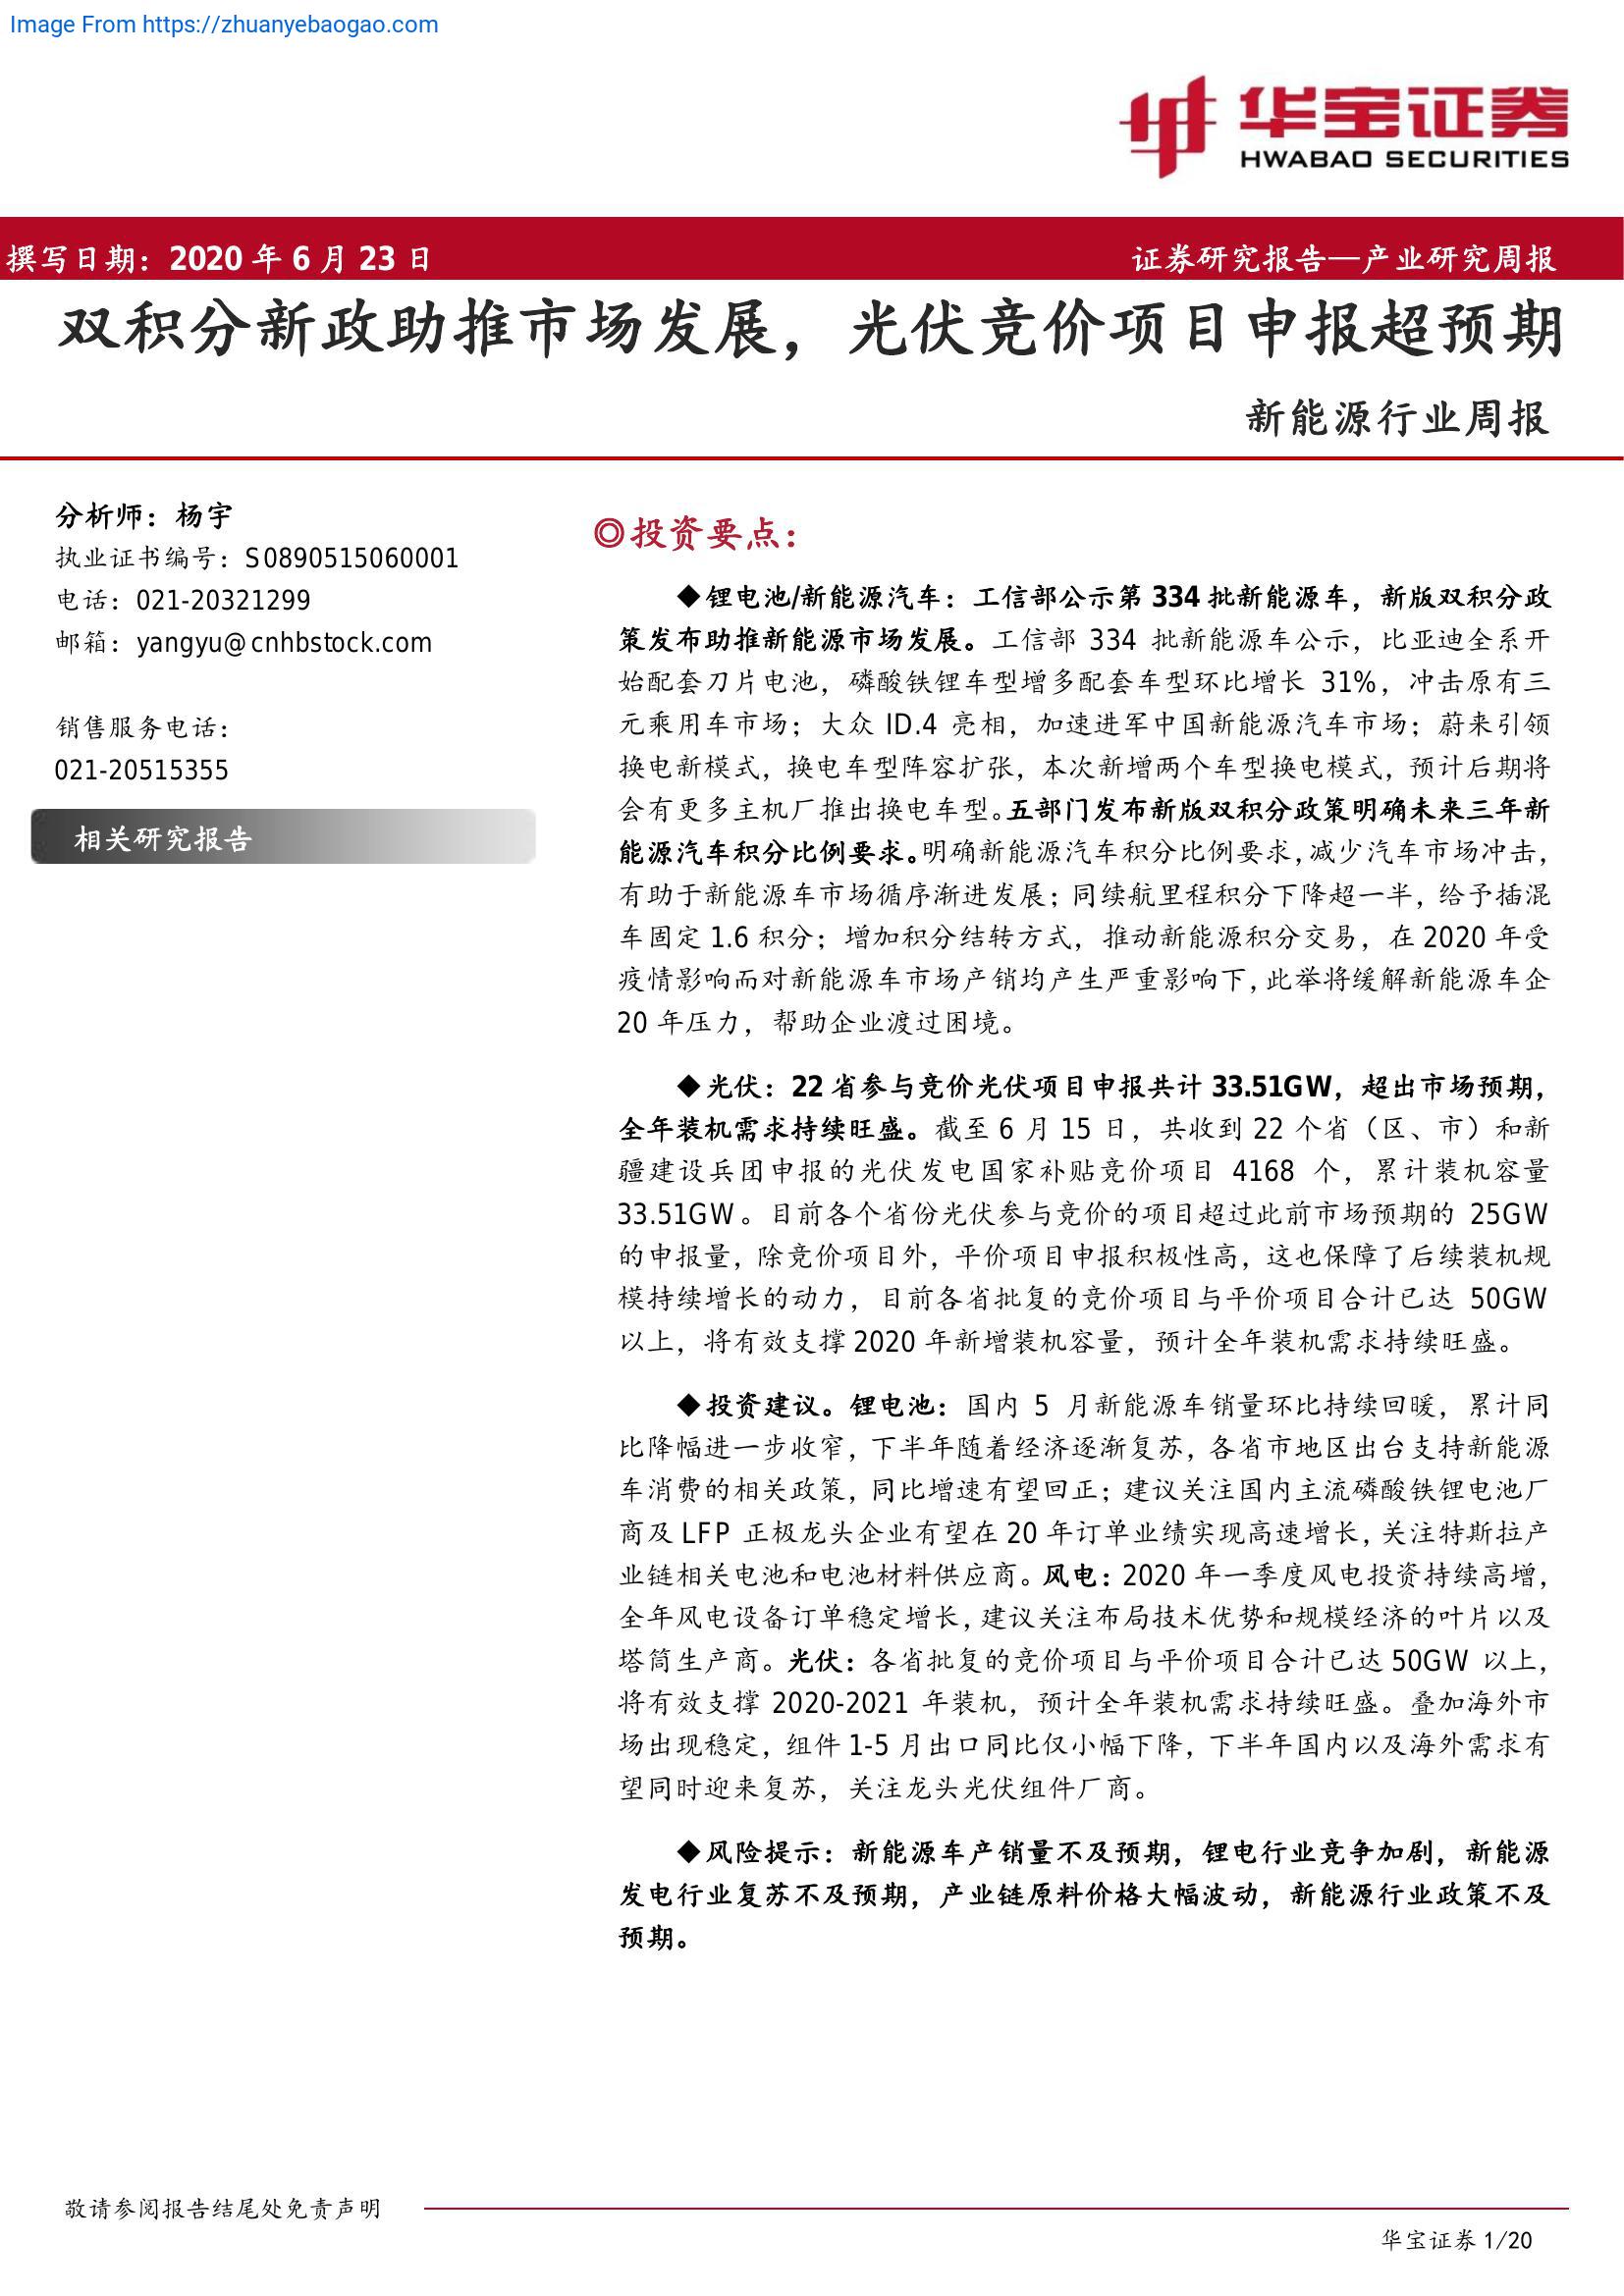 Image From https://zhuanyebaogao.com
华宝证券
HWABAO SECURITIES
撰写日期：2020 年 6 月 23 日
证券研究报告—产业研究周报
双积分新政助推市场发展，光伏竞价项目申报超预期
新能源行业周报
分析师：杨宇
执业证书编号：S0890515060001
电话：021-20321299
邮箱：yangyu@cnhbstock.com
销售服务电话：
021-20515355
相关研究报告
◎投资要点：
◆锂电池/新能源汽车：工信部公示第 334 批新能源车，新版双积分政
策发布助推新能源市场发展。工信部 334 批新能源车公示，比亚迪全系开
始配套刀片电池，磷酸铁锂车型增多配套车型环比增长 31%，冲击原有三
元乘用车市场；大众 ID.4 亮相，加速进军中国新能源汽车市场；蔚来引领
换电新模式，换电车型阵容扩张，本次新增两个车型换电模式，预计后期将
会有更多主机厂推出换电车型。五部门发布新版双积分政策明确未来三年新
能源汽车积分比例要求。明确新能源汽车积分比例要求，减少汽车市场冲击，
有助于新能源车市场循序渐进发展；同续航里程积分下降超一半，给予插混
车固定 1.6 积分；增加积分结转方式，推动新能源积分交易，在 2020 年受
疫情影响而对新能源车市场产销均产生严重影响下，此举将缓解新能源车企
20 年压力，帮助企业渡过困境。
◆光伏：22 省参与竞价光伏项目申报共计 33.51GW，超出市场预期，
全年装机需求持续旺盛。截至 6 月 15 日，共收到 22 个省（区、市）和新
疆建设兵团申报的光伏发电国家补贴竞价项目 4168 个，累计装机容量
33.51GW。目前各个省份光伏参与竞价的项目超过此前市场预期的 25GW
的申报量，除竞价项目外，平价项目申报积极性高，这也保障了后续装机规
模持续增长的动力，目前各省批复的竞价项目与平价项目合计已达 50GW
以上，将有效支撑 2020 年新增装机容量，预计全年装机需求持续旺盛。
◆投资建议。锂电池：国内 5 月新能源车销量环比持续回暖，累计同
比降幅进一步收窄，下半年随着经济逐渐复苏，各省市地区出台支持新能源
车消费的相关政策，同比增速有望回正；建议关注国内主流磷酸铁锂电池厂
商及 LFP 正极龙头企业有望在 20 年订单业绩实现高速增长，关注特斯拉产
业链相关电池和电池材料供应商。风电：2020 年一季度风电投资持续高增，
全年风电设备订单稳定增长，建议关注布局技术优势和规模经济的叶片以及
塔筒生产商。光伏：各省批复的竞价项目与平价项目合计已达 50GW 以上，
将有效支撑 2020-2021 年装机，预计全年装机需求持续旺盛。叠加海外市
场出现稳定，组件 1-5 月出口同比仅小幅下降，下半年国内以及海外需求有
望同时迎来复苏，关注龙头光伏组件厂商。
◆风险提示：新能源车产销量不及预期，锂电行业竞争加剧，新能源
发电行业复苏不及预期，产业链原料价格大幅波动，新能源行业政策不及
预期。
敬请参阅报告结尾处免责声明
华宝证券 1/20